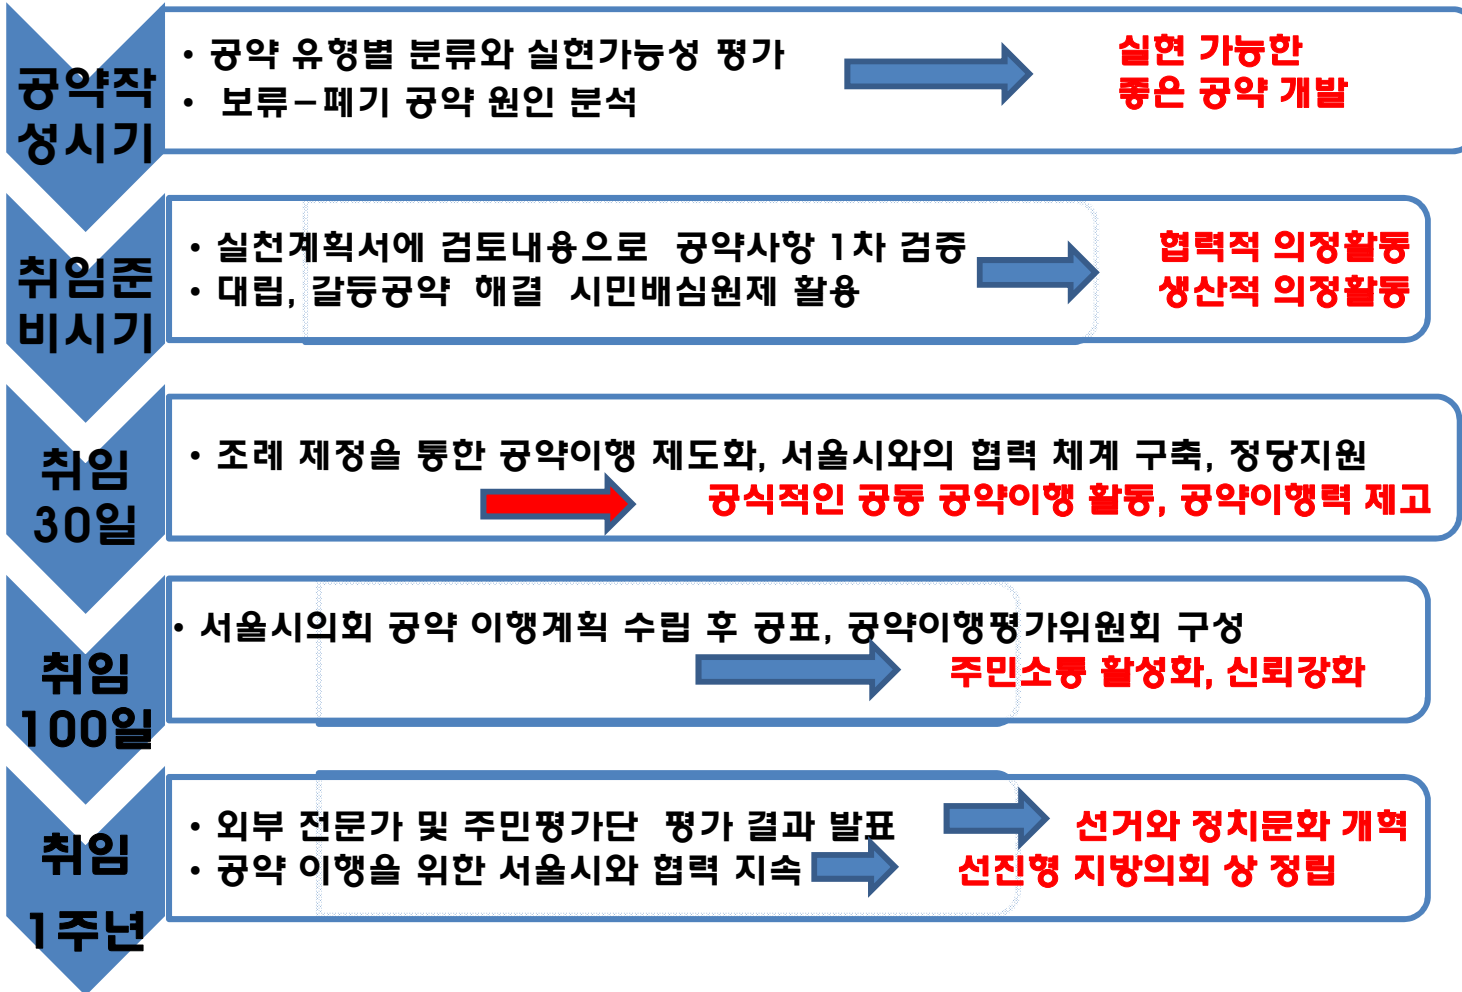 공약작
성시기
• 공약 유형별 분류와 실현가능성 평가
• 보류-폐기 공약 원인 분석
실현 가능한
좋은 공약 개발
취임준
비시기
• 실천계획서에 검토내용으로 공약사항 1차 검증
• 대립, 갈등공약 해결 시민배심원제 활용
협력적 의정활동
생산적 의정활동
취임
30일
• 조례 제정을 통한 공약이행 제도화, 서울시와의 협력 체계 구축, 정당지원
공식적인 공동 공약이행 활동, 공약이행력 제고
취임
100일
• 서울시의회 공약 이행계획 수립 후 공표, 공약이행평가위원회 구성
주민소통 활성화, 신뢰강화
취임
1주년
• 외부 전문가 및 주민평가단 평가 결과 발표
선거와 정치문화 개혁
• 공약 이행을 위한 서울시와 협력 지속
선진형 지방의회 상 정립